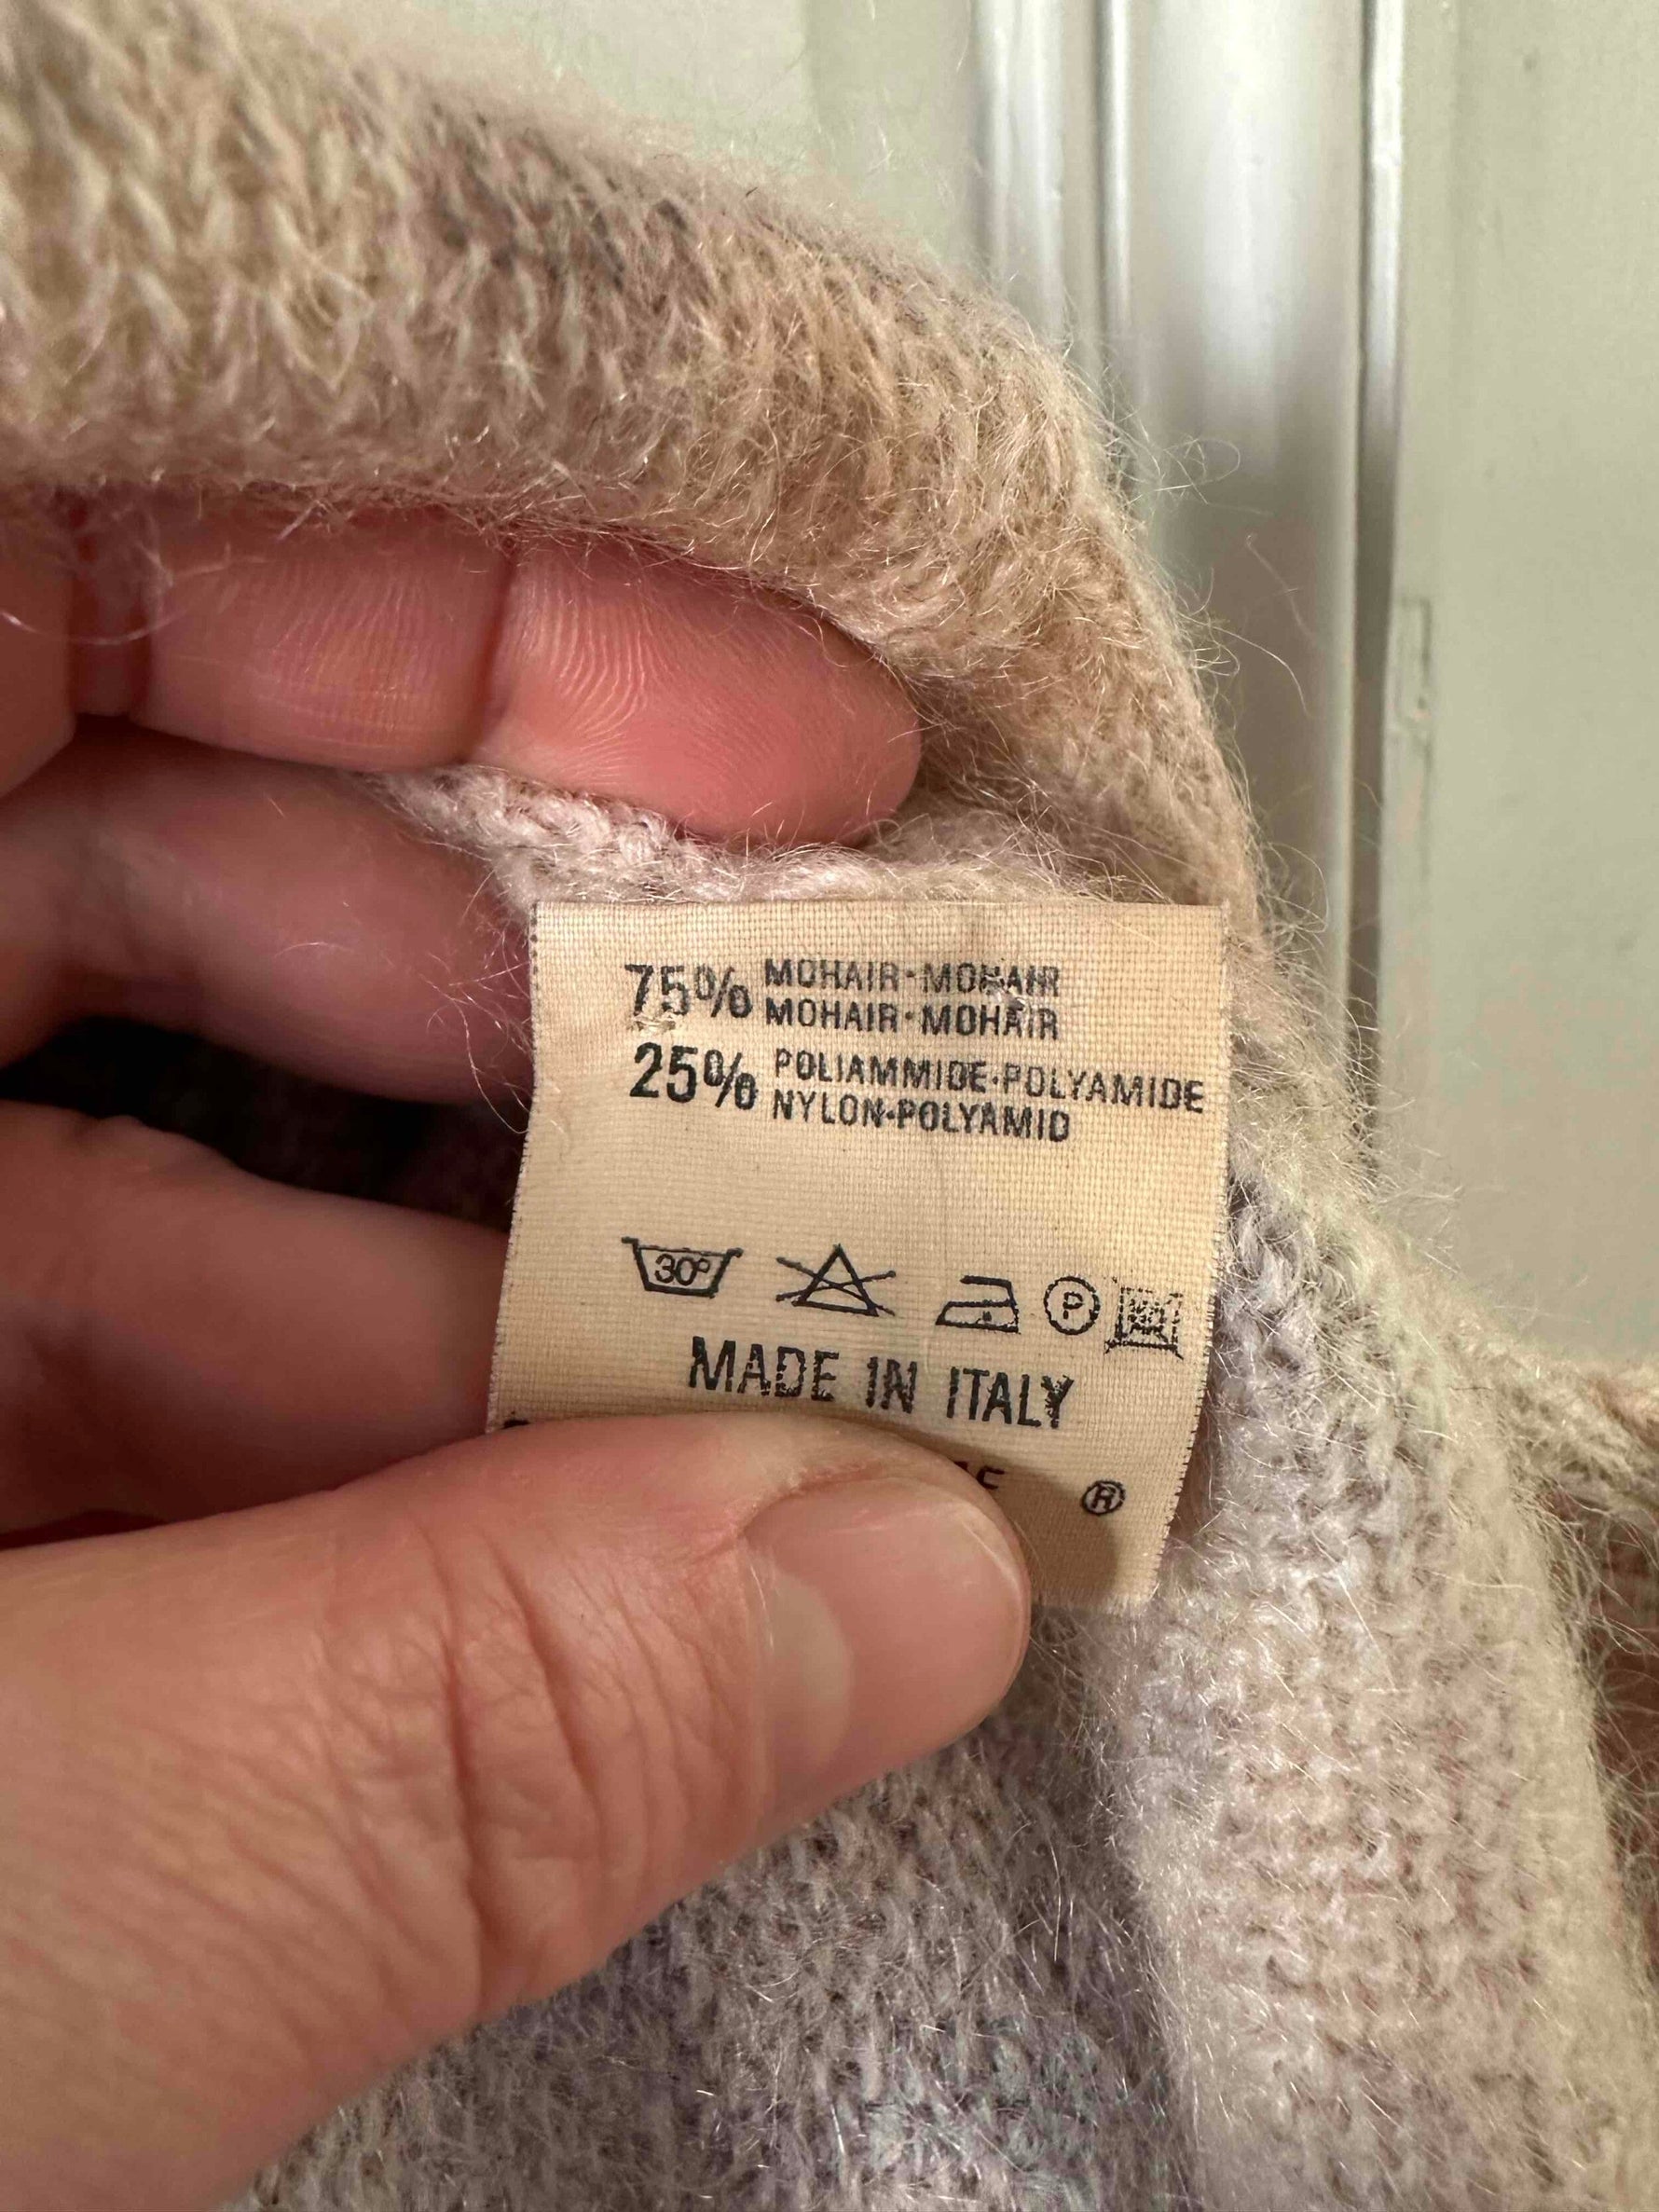 75% MOHAIR·MOHAIR
MOHAIR·MOHAIR
25% POLIAMMIDE·POLYAMIDE
NYLON·POLYAMID
30° P
MADE IN ITALY
®